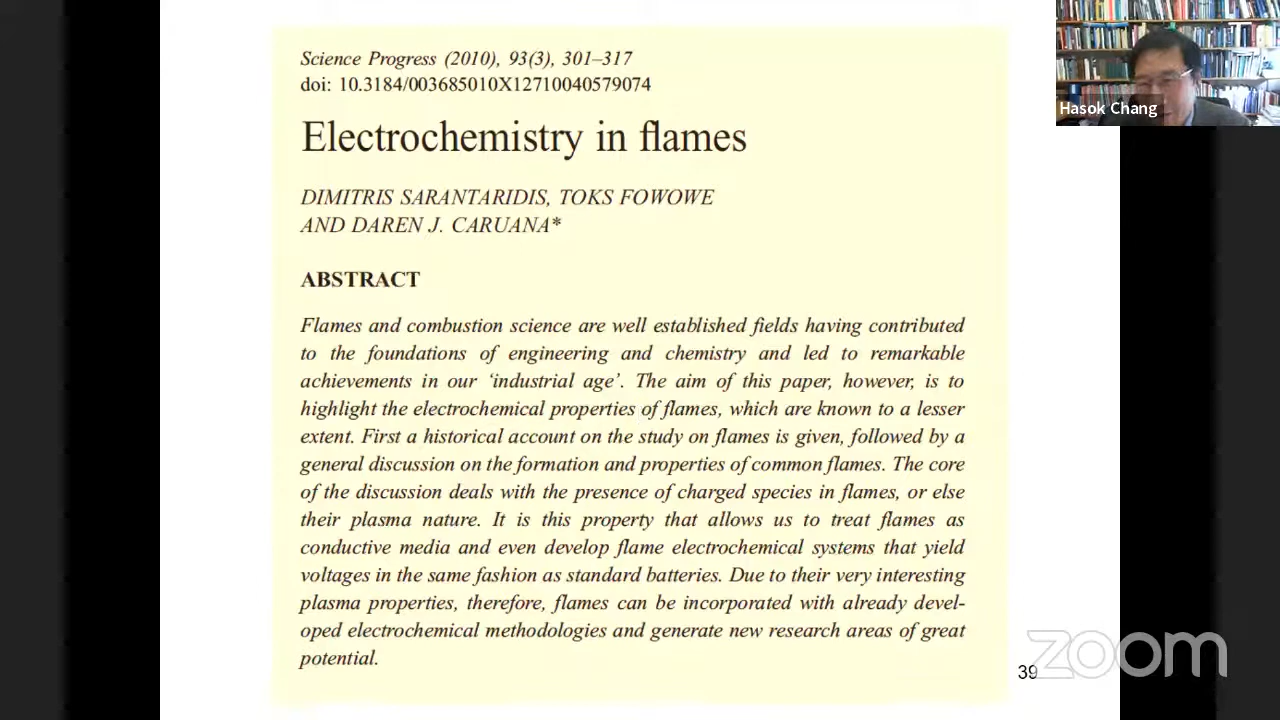 Science Progress (2010), 93(3), 301–317
doi: 10.3184/003685010X12710040579074
Electrochemistry in flames
DIMITRIS SARANTARIDIS, TOKS FOWOWE
AND DAREN J. CARUANA*
ABSTRACT
Flames and combustion science are well established fields having contributed
to the foundations of engineering and chemistry and led to remarkable
achievements in our ‘industrial age’. The aim of this paper, however, is to
highlight the electrochemical properties of flames, which are known to a lesser
extent. First a historical account on the study on flames is given, followed by a
general discussion on the formation and properties of common flames. The core
of the discussion deals with the presence of charged species in flames, or else
their plasma nature. It is this property that allows us to treat flames as
conductive media and even develop flame electrochemical systems that yield
voltages in the same fashion as standard batteries. Due to their very interesting
plasma properties, therefore, flames can be incorporated with already devel-
oped electrochemical methodologies and generate new research areas of great
potential.
Hasok Chang
39
zoom